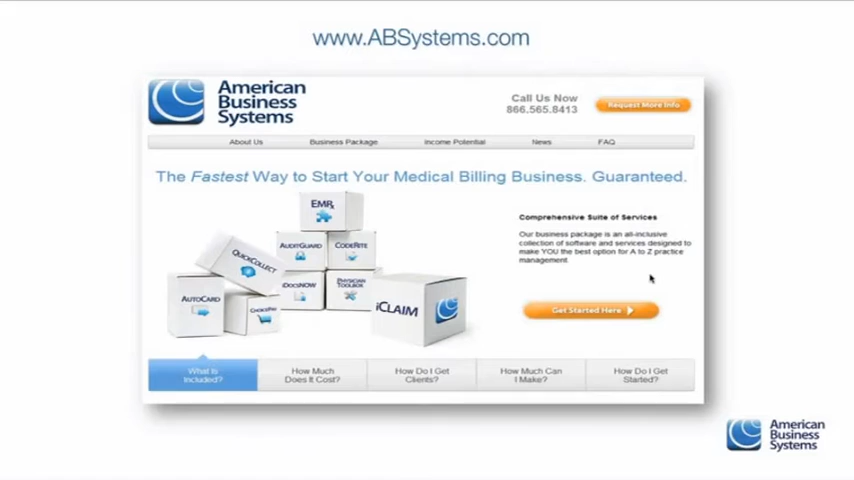 www.ABSystems.com
American
Business
Systems
Call Us Now
866.565.8413
Request More Info
About Us
Business Package
Income Potential
News
FAQ
The Fastest Way to Start Your Medical Billing Business. Guaranteed.
EMRx
AUDITGUARD
CODERITE
QUICKCOLLECT
iDOCSNOW
PHYSICIAN
TOOLBOX
AUTOCARD
CHOICEPAY
iCLAIM
Comprehensive Suite of Services
Our business package is an all-inclusive
collection of software and services designed to
make YOU the best option for A to Z practice
management.
Get Started Here
What Is
Included?
How Much
Does It Cost?
How Do I Get
Clients?
How Much Can
I Make?
How Do I Get
Started?
American
Business
Systems